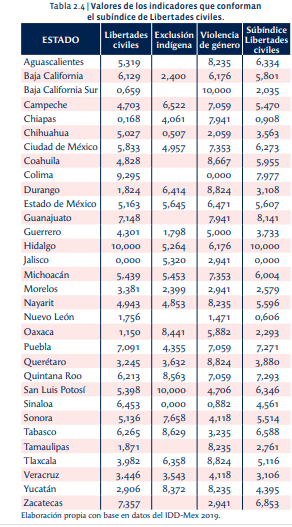 Tabla 2.4 | Valores de los indicadores que conforman
el subíndice de Libertades civiles.
ESTADO Libertades civiles Exclusión indígena Violencia de género Subíndice Libertades civiles
Aguascalientes 5,319 8,235 6,334
Baja California 6,129 2,400 6,176 5,801
Baja California Sur 0,659 10,000 2,035
Campeche 4,703 6,522 7,059 5,470
Chiapas 0,168 4,061 7,941 0,908
Chihuahua 5,027 0,507 2,059 3,563
Ciudad de México 5,833 4,957 7,353 6,273
Coahuila 4,828 8,667 5,955
Colima 9,295 0,000 7,977
Durango 1,824 6,414 8,824 3,108
Estado de México 5,163 5,645 6,471 5,607
Guanajuato 7,148 7,941 8,141
Guerrero 4,301 1,798 5,000 3,733
Hidalgo 10,000 5,264 6,176 10,000
Jalisco 0,000 5,320 2,941 0,000
Michoacán 5,439 5,453 7,353 6,004
Morelos 3,381 2,399 2,941 2,579
Nayarit 4,943 4,853 8,235 5,596
Nuevo León 1,756 1,471 0,606
Oaxaca 1,150 8,441 5,882 2,293
Puebla 7,091 4,355 7,059 7,271
Querétaro 3,245 3,632 8,824 3,880
Quintana Roo 6,213 8,563 7,059 7,293
San Luis Potosí 5,398 10,000 4,706 6,346
Sinaloa 6,453 0,000 0,882 4,561
Sonora 5,136 7,658 4,118 5,514
Tabasco 6,265 8,629 3,235 6,588
Tamaulipas 1,871 8,235 2,761
Tlaxcala 3,982 6,358 8,824 5,116
Veracruz 3,446 3,543 4,118 3,106
Yucatán 2,906 8,372 8,235 4,395
Zacatecas 7,357 2,941 6,853
Elaboración propia con base en datos del IDD-Mex 2019.